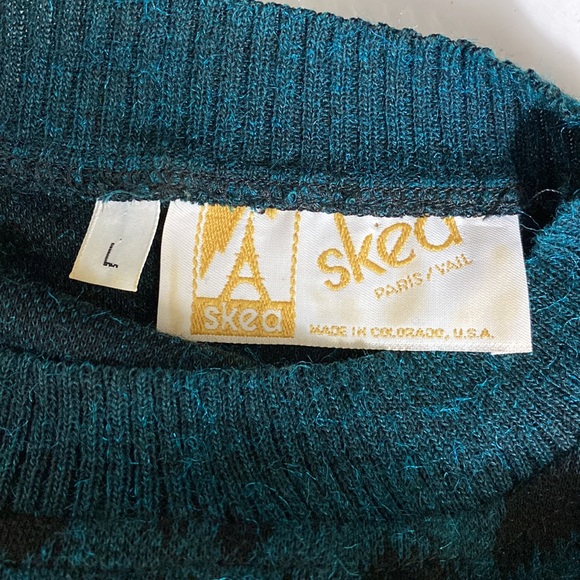 L
skea
skea
PARIS/VAIL
MADE IN COLORADO, U.S.A.